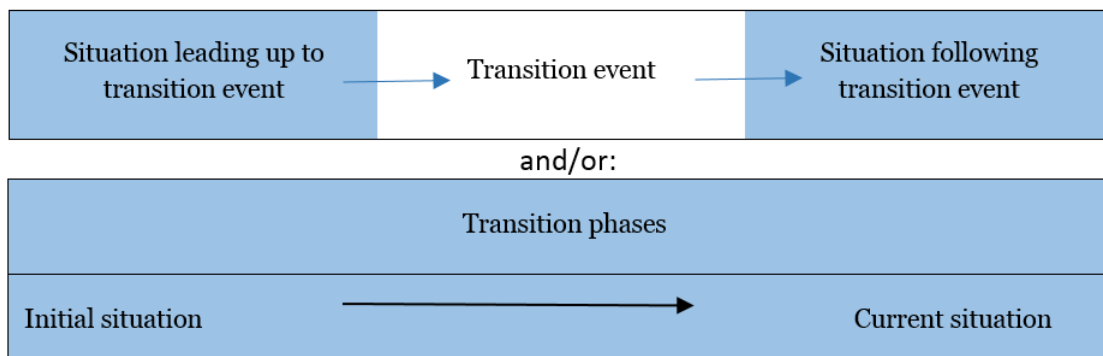 Situation leading up to
transition event
Transition event
Situation following
transition event
and/or:
Transition phases
Initial situation
Current situation